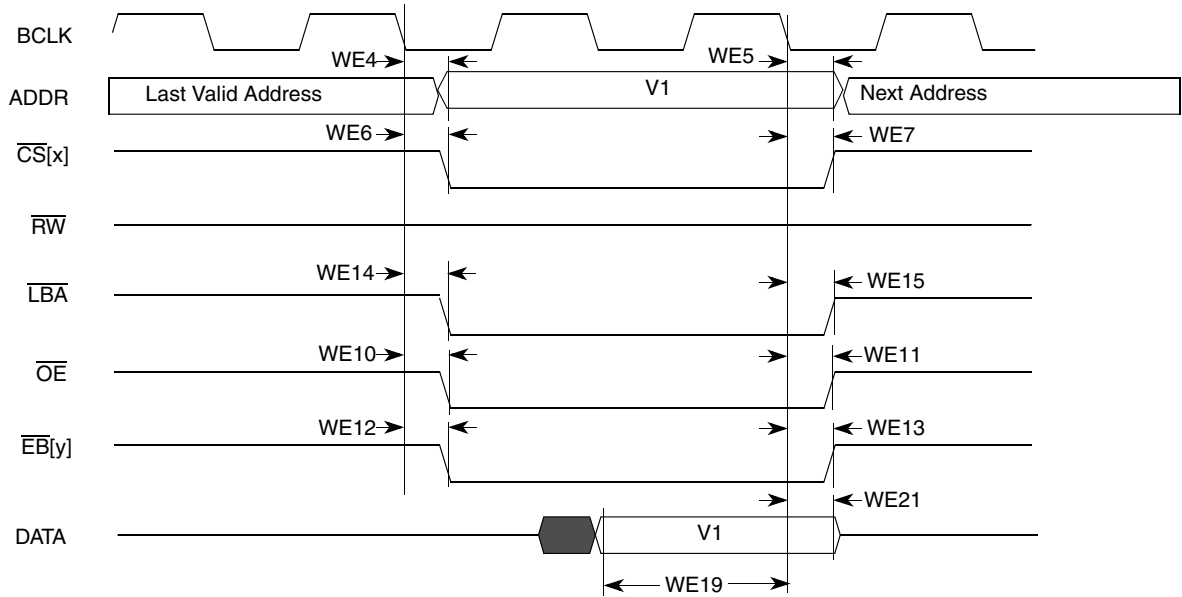 BCLK
WE4
WE5
ADDR
Last Valid Address
V1
Next Address
WE6
WE7
CS[x]
RW
WE14
WE15
LBA
WE10
WE11
OE
WE12
WE13
EB[y]
WE21
DATA
V1
WE19